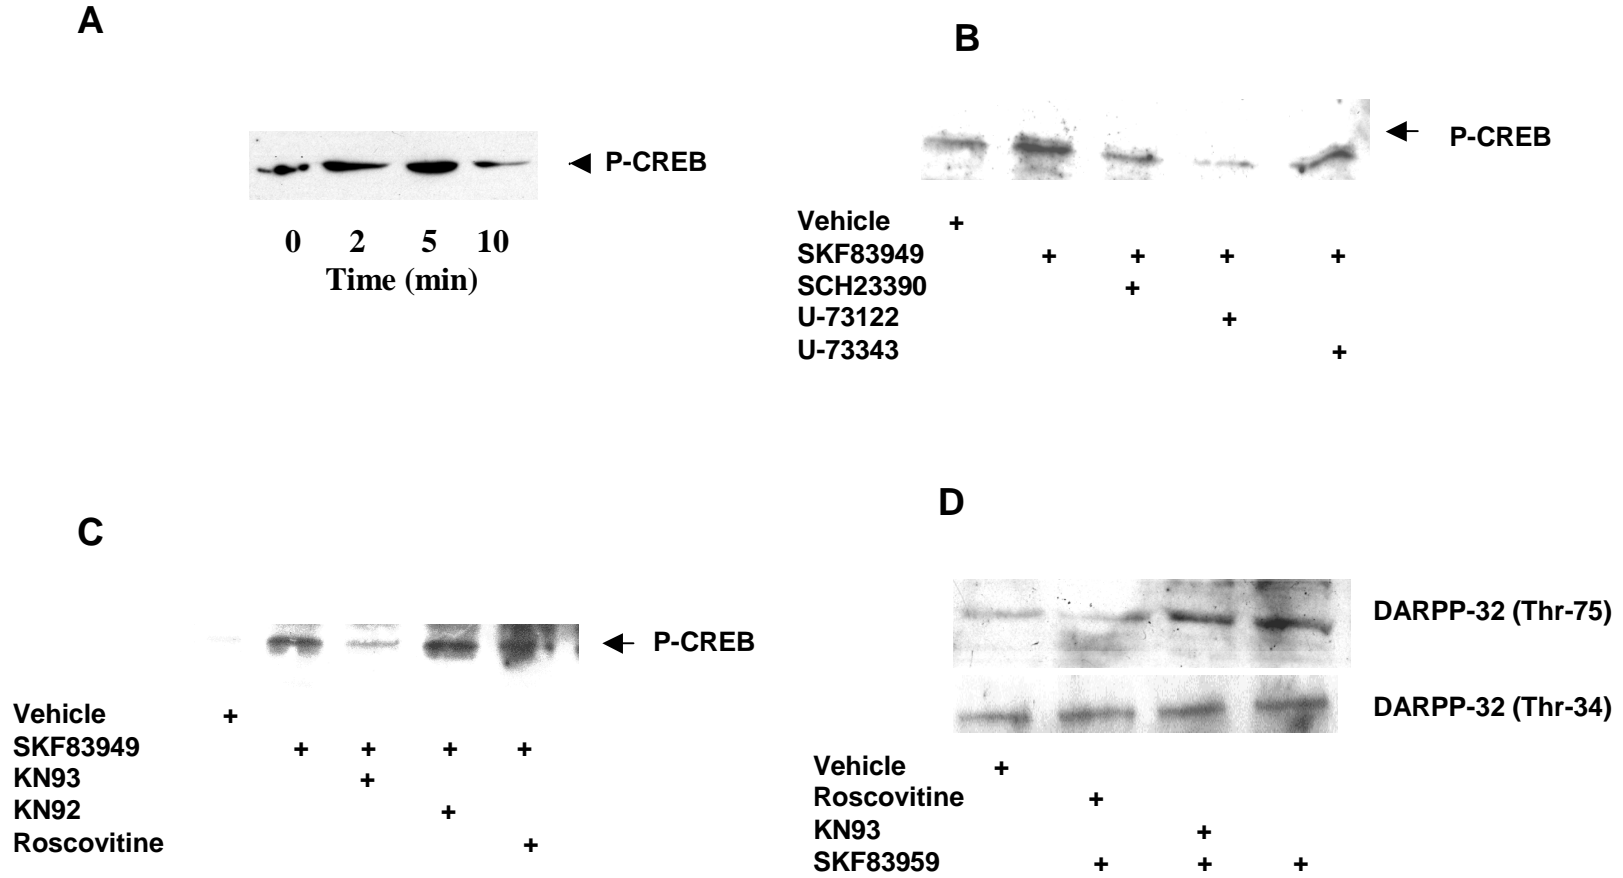 A
P-CREB
0 2 5 10
Time (min)
B
P-CREB
Vehicle +
SKF83949 + + + +
SCH23390 +
U-73122 +
U-73343 +
C
P-CREB
Vehicle +
SKF83949 + + + +
KN93 +
KN92 +
Roscovitine +
D
DARPP-32 (Thr-75)
DARPP-32 (Thr-34)
Vehicle +
Roscovitine +
KN93 +
SKF83959 + + +